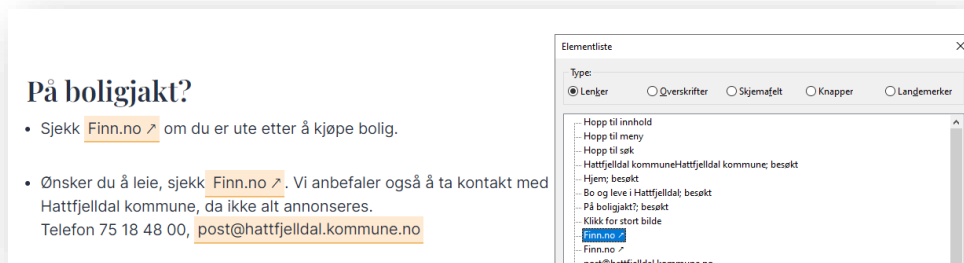 På boligjakt?
• Sjekk Finn.no ↗ om du er ute etter å kjøpe bolig.
• Ønsker du å leie, sjekk Finn.no ↗. Vi anbefaler også å ta kontakt med
Hattfjelldal kommune, da ikke alt annonseres.
Telefon 75 18 48 00, post@hattfjelldal.kommune.no
Elementliste
Type:
Lenker Overskrifter Skjemafelt Knapper Landemerker
Hopp til innhold
Hopp til meny
Hopp til søk
Hattfjelldal kommuneHattfjelldal kommune; besøkt
Hjem; besøkt
Bo og leve i Hattfjelldal; besøkt
På boligjakt?; besøkt
Klikk for stort bilde
Finn.no ↗
Finn.no ↗
post@hattfjelldal.kommune.no